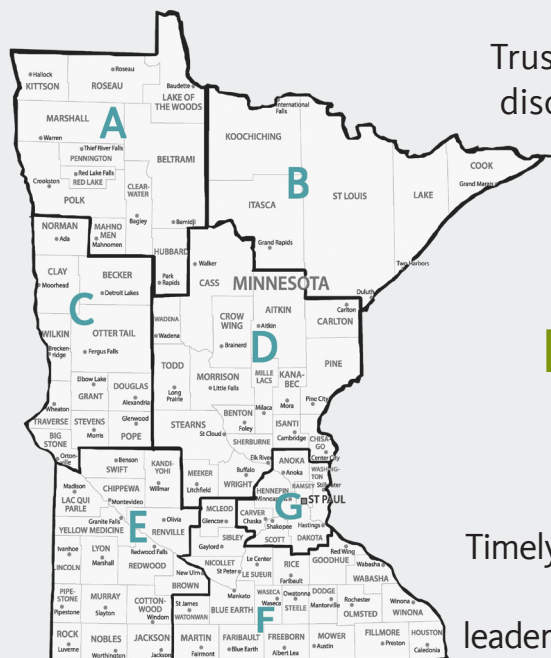 Trus
disc
Roseau
Hallock
KITTSON
ROSEAU
Baudette
LAKE OF
THE WOODS
International
Falls
MARSHALL
A
KOOCHICHING
Warren
Thief River Falls
PENNINGTON
COOK
Red Lake Falls
BELTRAMI
Crookston
RED LAKE
CLEAR-
WATER
B
ST LOUIS
LAKE
Grand Marais
POLK
ITASCA
Bagley
Bemidji
NORMAN
MAHNO
MEN
Ada
Mahnomen
Grand Rapids
HUBBARD
Walker
Two Harbors
CLAY
BECKER
Park
Rapids
CASS
MINNESOTA
Moorhead
Detroit Lakes
Duluth
C
AITKIN
Carlton
WADENA
CROW
WING
CARLTON
Aitkin
WILKIN
OTTER TAIL
Wadena
D
Brecken-
ridge
Fergus Falls
Brainerd
PINE
TODD
MILLE
LACS
KANA-
BEC
Elbow Lake
MORRISON
GRANT
DOUGLAS
Long
Prairie
Little Falls
Alexandria
Mora
Pine City
Wheaton
BENTON
Milaca
TRAVERSE
STEVENS
Glenwood
Foley
ISANTI
Morris
POPE
STEARNS
St Cloud
Cambridge
CHISA-
GO
BIG
STONE
SHERBURNE
Center City
Orton-
ville
Benson
KANDI-
YOHI
Elk River
ANOKA
SWIFT
MEEKER
Buffalo
Anoka
WASHING-
TON
Madison
CHIPPEWA
Willmar
WRIGHT
HENNEPIN
RAMSEY
Stillwater
LAC QUI
PARLE
Litchfield
Minneapolis
G
ST PAUL
Montevideo
MCLEOD
CARVER
Granite Falls
E
Olivia
Glencoe
Chaska
Shakopee
Hastings
YELLOW MEDICINE
RENVILLE
SIBLEY
SCOTT
DAKOTA
Timely
Gaylord
Red Wing
Ivanhoe
LYON
Redwood Falls
NICOLLET
Le Center
RICE
GOODHUE
Wabasha
Marshall
St Peter
LE SUEUR
LINCOLN
REDWOOD
New Ulm
Faribault
WABASHA
BROWN
Mankato
WASECA
Owatonna
DODGE
Rochester
Winona
PIPE-
STONE
MURRAY
COTTON-
WOOD
St James
BLUE EARTH
Waseca
STEELE
Mantorville
OLMSTED
WINONA
Pipestone
Slayton
Windom
WATONWAN
F
ROCK
NOBLES
JACKSON
MARTIN
FARIBAULT
FREEBORN
MOWER
FILLMORE
HOUSTON
leader
Luverne
Worthington
Jackson
Fairmont
Blue Earth
Albert Lea
Austin
Preston
Caledonia